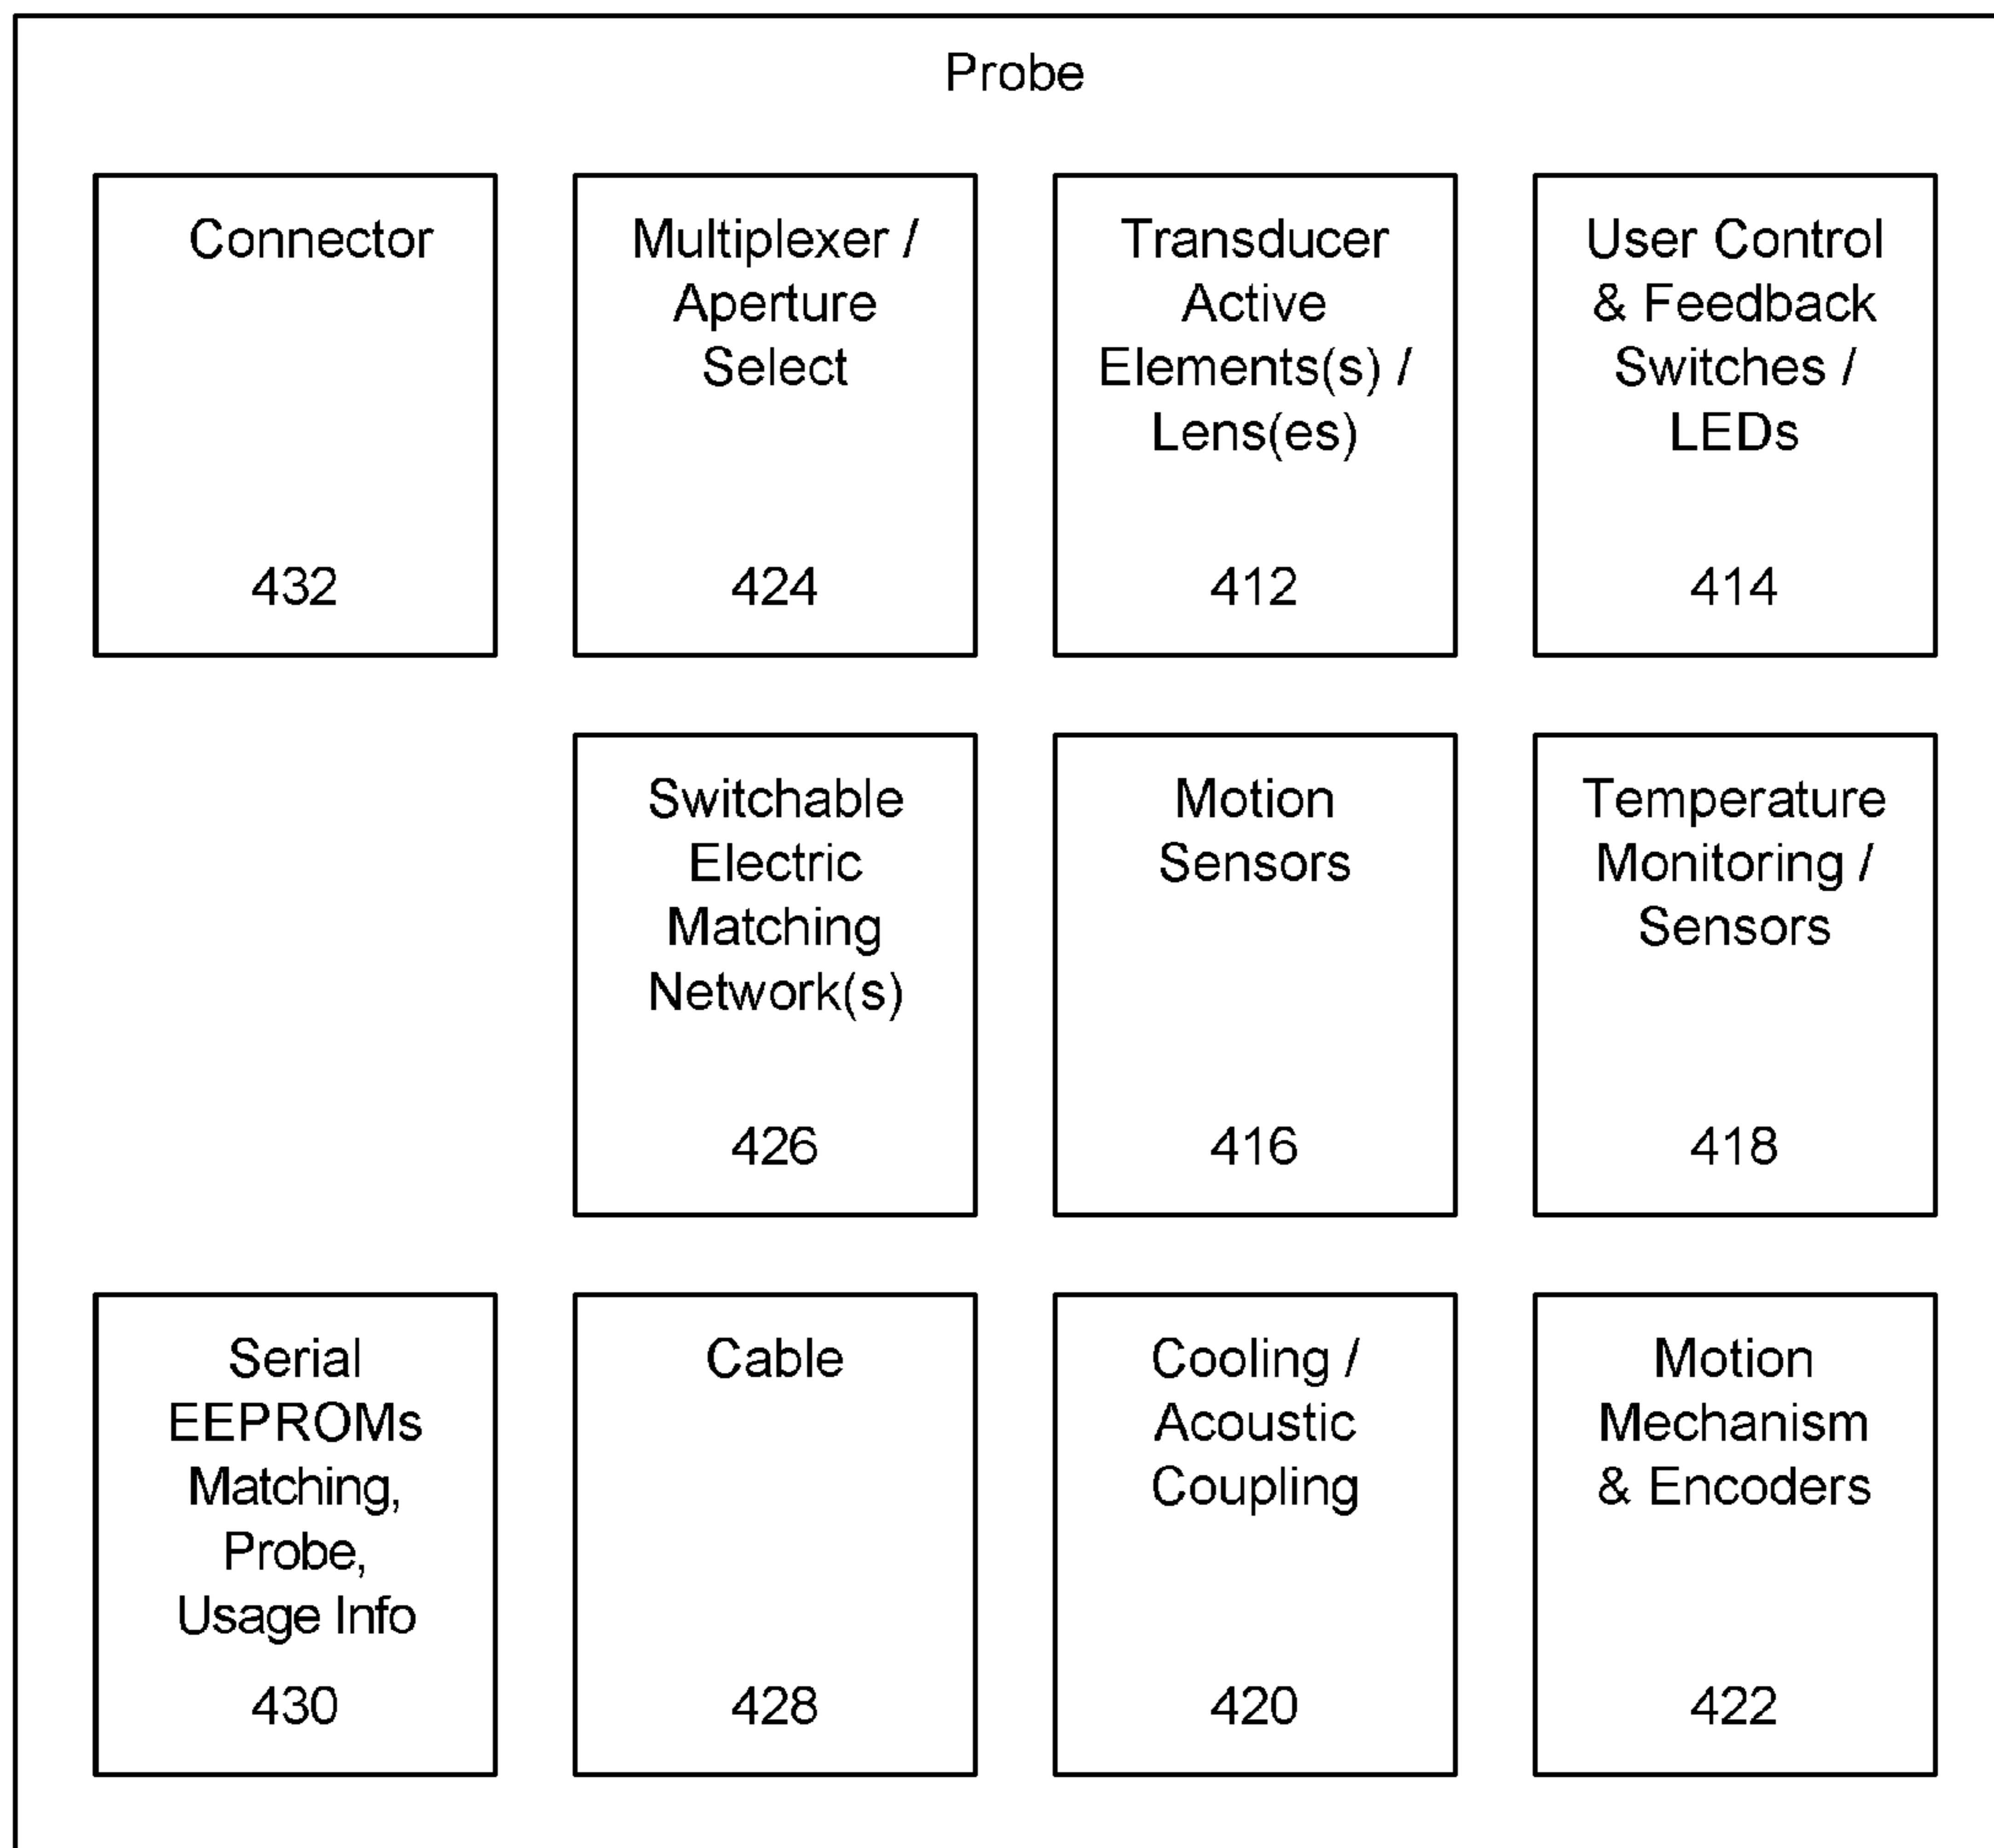 Probe
Connector
432
Multiplexer /
Aperture
Select
424
Transducer
Active
Elements(s) /
Lens(es)
412
User Control
& Feedback
Switches /
LEDs
414
Switchable
Electric
Matching
Network(s)
426
Motion
Sensors
416
Temperature
Monitoring /
Sensors
418
Serial
EEPROMs
Matching,
Probe,
Usage Info
430
Cable
428
Cooling /
Acoustic
Coupling
420
Motion
Mechanism
& Encoders
422